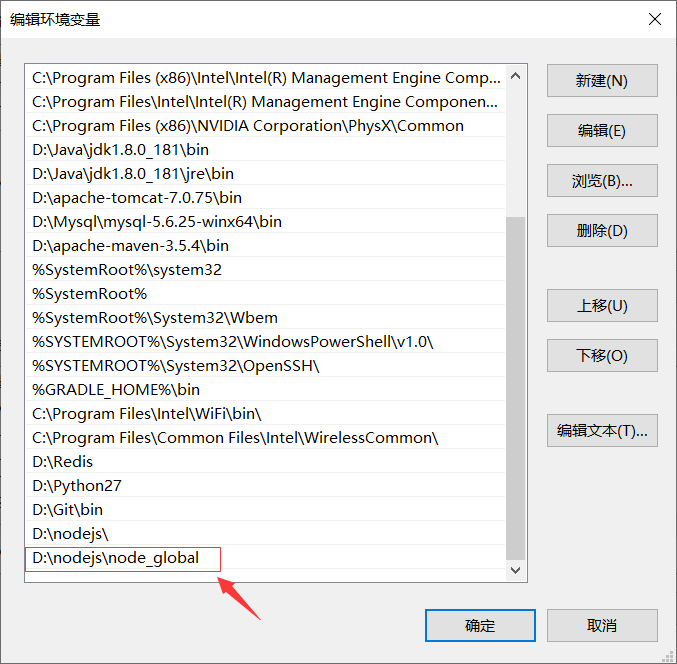 编辑环境变量
C:\Program Files (x86)\Intel\Intel(R) Management Engine Comp...
C:\Program Files\Intel\Intel(R) Management Engine Componen...
C:\Program Files (x86)\NVIDIA Corporation\PhysX\Common
D:\Java\jdk1.8.0_181\bin
D:\Java\jdk1.8.0_181\jre\bin
D:\apache-tomcat-7.0.75\bin
D:\Mysql\mysql-5.6.25-winx64\bin
D:\apache-maven-3.5.4\bin
%SystemRoot%\system32
%SystemRoot%
%SystemRoot%\System32\Wbem
%SYSTEMROOT%\System32\WindowsPowerShell\v1.0\
%SYSTEMROOT%\System32\OpenSSH\
%GRADLE_HOME%\bin
C:\Program Files\Intel\WiFi\bin\
C:\Program Files\Common Files\Intel\WirelessCommon\
D:\Redis
D:\Python27
D:\Git\bin
D:\nodejs\
D:\nodejs\node_global
新建(N)
编辑(E)
浏览(B)...
删除(D)
上移(U)
下移(O)
编辑文本(T)...
确定
取消